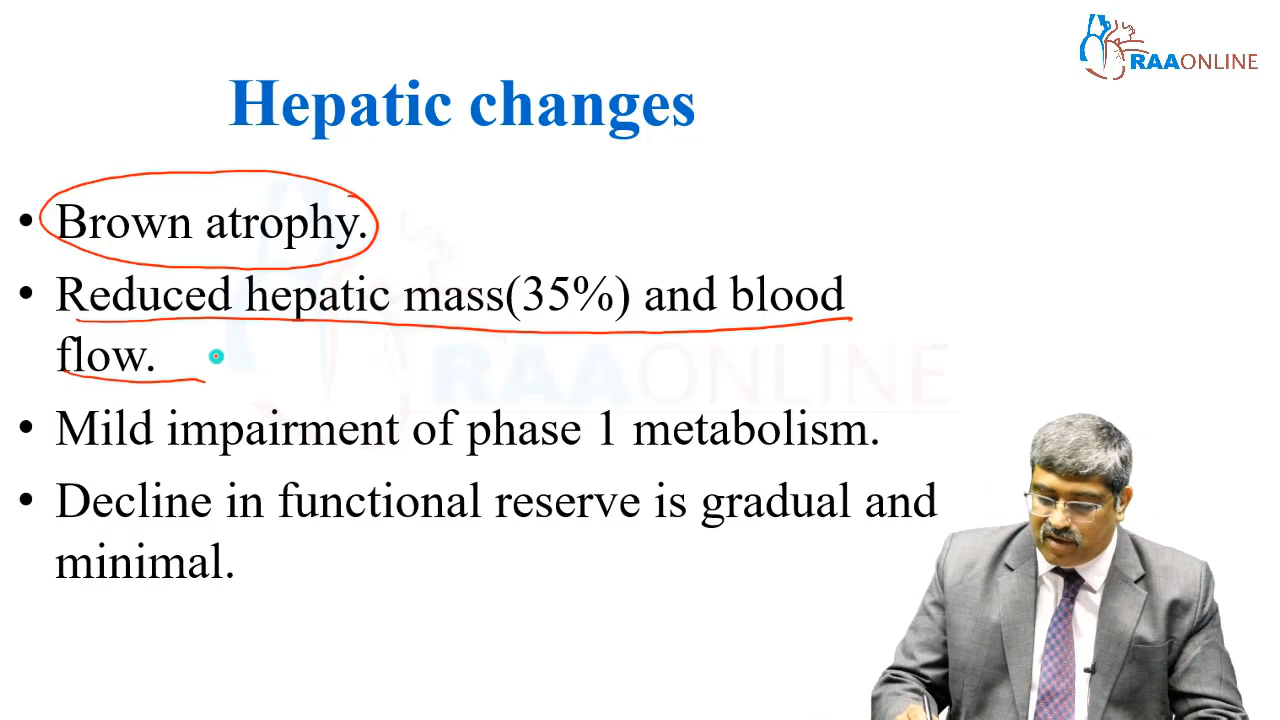 RAAONLINE
Hepatic changes
• Brown atrophy.
• Reduced hepatic mass(35%) and blood
flow.
RAAONLINE
• Mild impairment of phase 1 metabolism.
• Decline in functional reserve is gradual and
minimal.